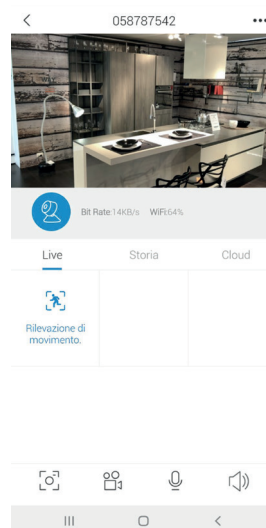 058787542
Bit Rate:14KB/s WiFi:64%
Live Storia Cloud
Rilevazione di
movimento.